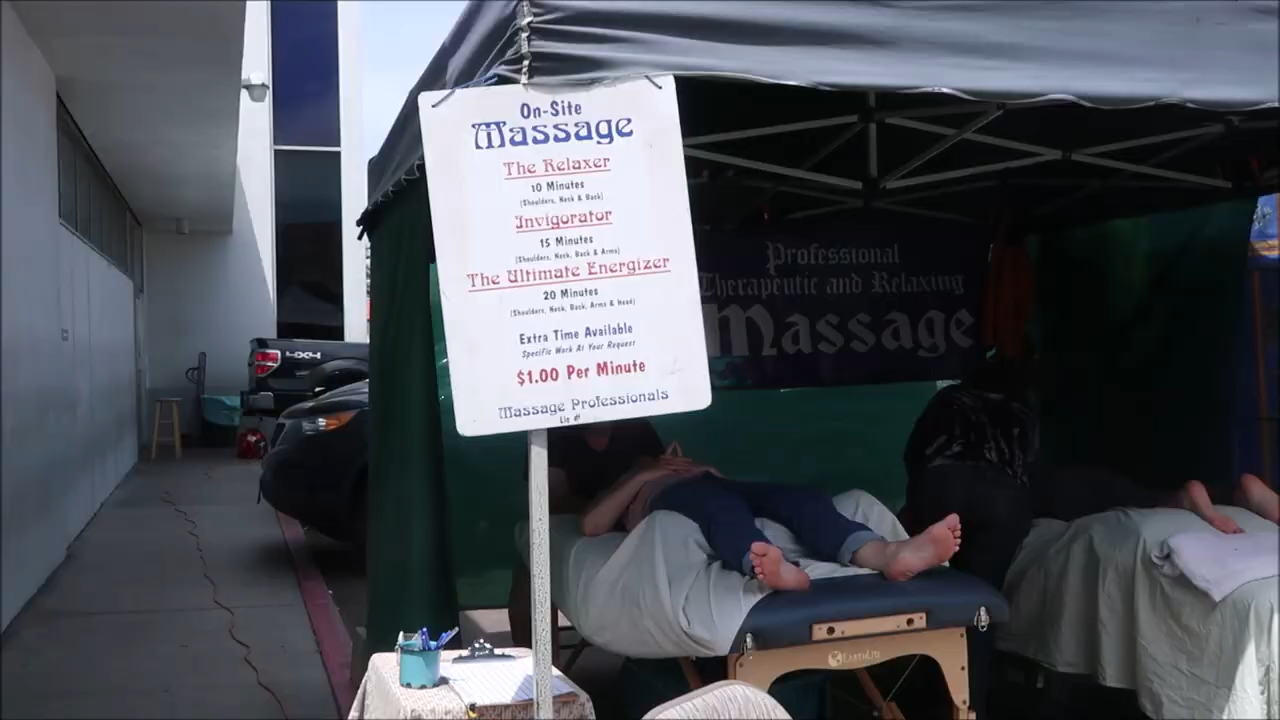 On-Site
Massage
The Relaxer
10 Minutes
(Shoulders, Neck & Back)
Invigorator
15 Minutes
(Shoulders, Neck, Back & Arms)
The Ultimate Energizer
20 Minutes
(Shoulders, Neck, Back, Arms & Head)
Extra Time Available
Specific Work At Your Request
$1.00 Per Minute
Massage Professionals
Lic #
Professional
Therapeutic and Relaxing
Massage
4X4